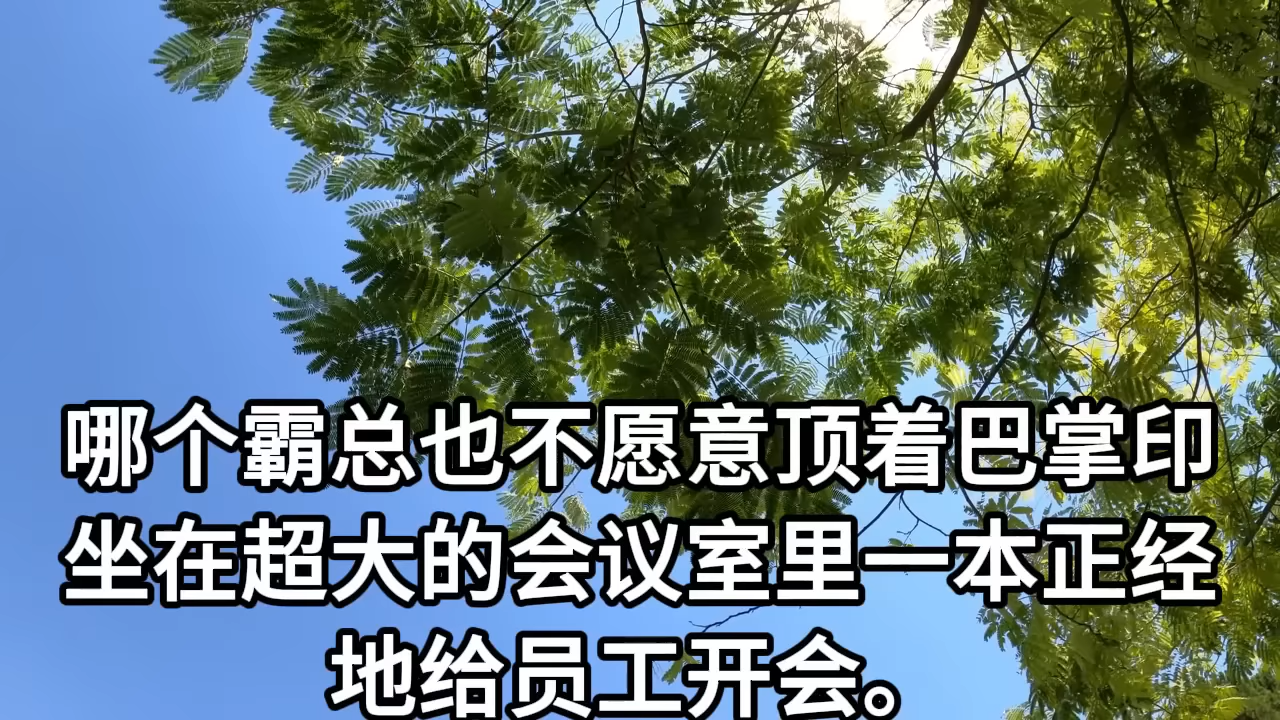 哪个霸总也不愿意顶着巴掌印
坐在超大的会议室里一本正经
地给员工开会。